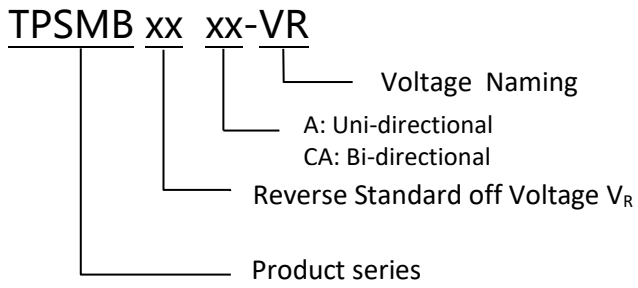 TPSMB xx xx-VR
Voltage Naming
A: Uni-directional
CA: Bi-directional
Reverse Standard off Voltage VR
Product series